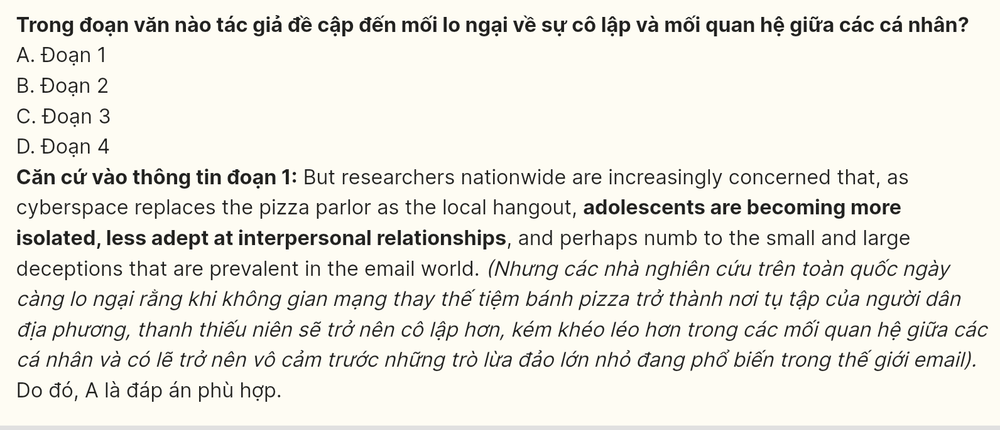 Trong đoạn văn nào tác giả đề cập đến mối lo ngại về sự cô lập và mối quan hệ giữa các cá nhân?
A. Đoạn 1
B. Đoạn 2
C. Đoạn 3
D. Đoạn 4
Căn cứ vào thông tin đoạn 1: But researchers nationwide are increasingly concerned that, as
cyberspace replaces the pizza parlor as the local hangout, adolescents are becoming more
isolated, less adept at interpersonal relationships, and perhaps numb to the small and large
deceptions that are prevalent in the email world. (Nhưng các nhà nghiên cứu trên toàn quốc ngày
càng lo ngại rằng khi không gian mạng thay thế tiệm bánh pizza trở thành nơi tụ tập của người dân
địa phương, thanh thiếu niên sẽ trở nên cô lập hơn, kém khéo léo hơn trong các mối quan hệ giữa các
cá nhân và có lẽ trở nên vô cảm trước những trò lừa đảo lớn nhỏ đang phổ biến trong thế giới email).
Do đó, A là đáp án phù hợp.